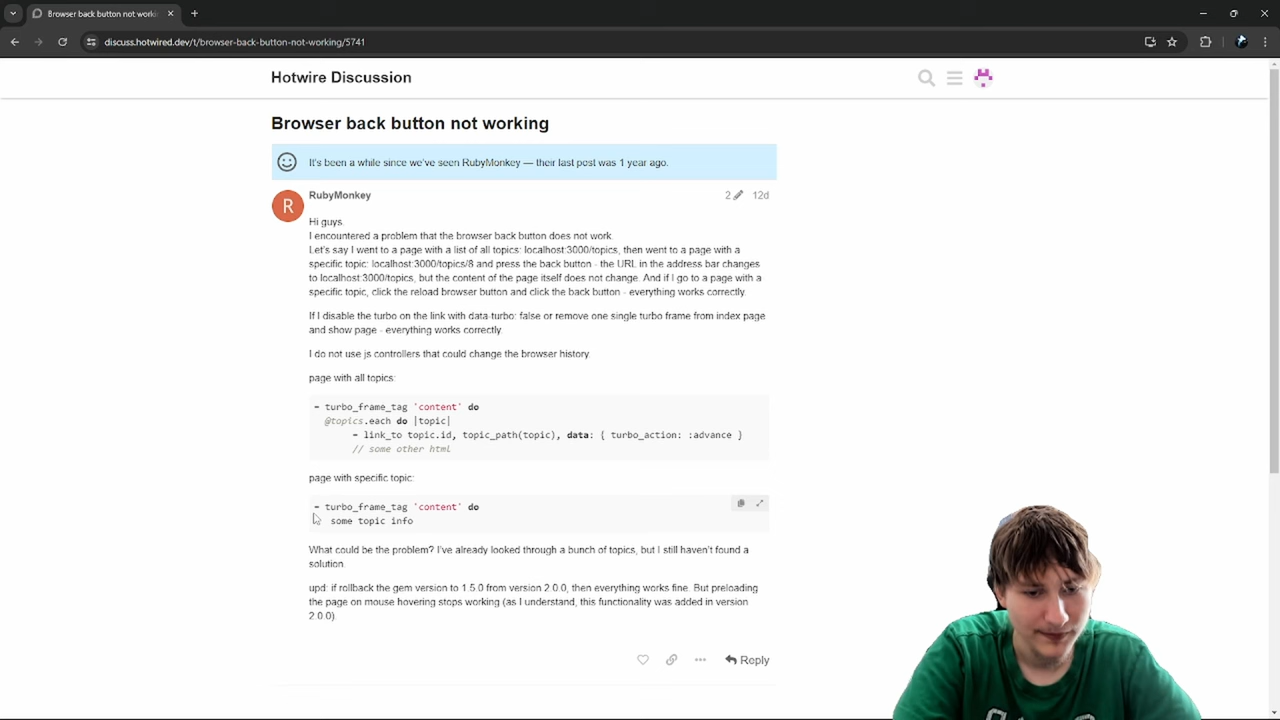 Browser back button not worki
discuss.hotwired.dev/t/browser-back-button-not-working/5741
Hotwire Discussion
Browser back button not working
It's been a while since we've seen RubyMonkey — their last post was 1 year ago.
R
RubyMonkey
2
12d
Hi guys.
I encountered a problem that the browser back button does not work.
Let's say I went to a page with a list of all topics: localhost:3000/topics, then went to a page with a
specific topic: localhost:3000/topics/8 and press the back button - the URL in the address bar changes
to localhost:3000/topics, but the content of the page itself does not change. And if I go to a page with a
specific topic, click the reload browser button and click the back button - everything works correctly.
If I disable the turbo on the link with data turbo: false or remove one single turbo frame from index page
and show page - everything works correctly.
I do not use js controllers that could change the browser history.
page with all topics:
- turbo_frame_tag 'content' do
@topics.each do |topic|
- link_to topic.id, topic_path(topic), data: { turbo_action: :advance }
// some other html
page with specific topic:
- turbo_frame_tag 'content' do
some topic info
What could be the problem? I've already looked through a bunch of topics, but I still haven't found a
solution.
upd: if rollback the gem version to 1.5.0 from version 2.0.0, then everything works fine. But preloading
the page on mouse hovering stops working (as I understand, this functionality was added in version
2.0.0).
Reply